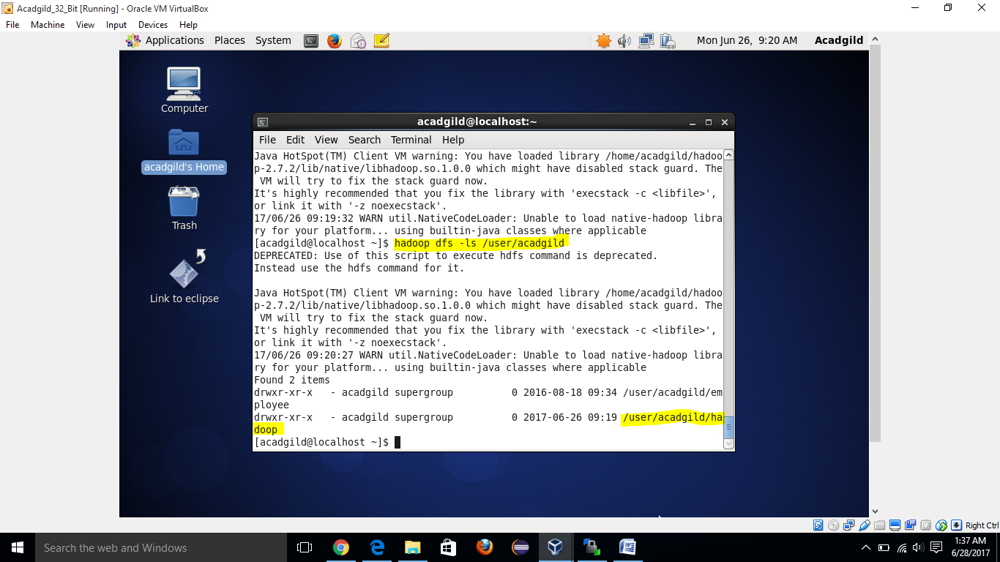 Acadgild_32_Bit [Running] - Oracle VM VirtualBox
File Machine View Input Devices Help
Applications Places System Mon Jun 26, 9:20 AM Acadgild
Computer
acadgild's Home
Trash
Link to eclipse
acadgild@localhost:~
File Edit View Search Terminal Help
Java HotSpot(TM) Client VM warning: You have loaded library /home/acadgild/hadoo
p-2.7.2/lib/native/libhadoop.so.1.0.0 which might have disabled stack guard. The
 VM will try to fix the stack guard now.
It's highly recommended that you fix the library with 'execstack -c <libfile>',
or link it with '-z noexecstack'.
17/06/26 09:19:32 WARN util.NativeCodeLoader: Unable to load native-hadoop libra
ry for your platform... using builtin-java classes where applicable
[acadgild@localhost ~]$ hadoop dfs -ls /user/acadgild
DEPRECATED: Use of this script to execute hdfs command is deprecated.
Instead use the hdfs command for it.
Java HotSpot(TM) Client VM warning: You have loaded library /home/acadgild/hadoo
p-2.7.2/lib/native/libhadoop.so.1.0.0 which might have disabled stack guard. The
 VM will try to fix the stack guard now.
It's highly recommended that you fix the library with 'execstack -c <libfile>',
or link it with '-z noexecstack'.
17/06/26 09:20:27 WARN util.NativeCodeLoader: Unable to load native-hadoop libra
ry for your platform... using builtin-java classes where applicable
Found 2 items
drwxr-xr-x   - acadgild supergroup          0 2016-08-18 09:34 /user/acadgild/em
ployee
drwxr-xr-x   - acadgild supergroup          0 2017-06-26 09:19 /user/acadgild/ha
doop
[acadgild@localhost ~]$
Right Ctrl
Search the web and Windows
1:37 AM
6/28/2017